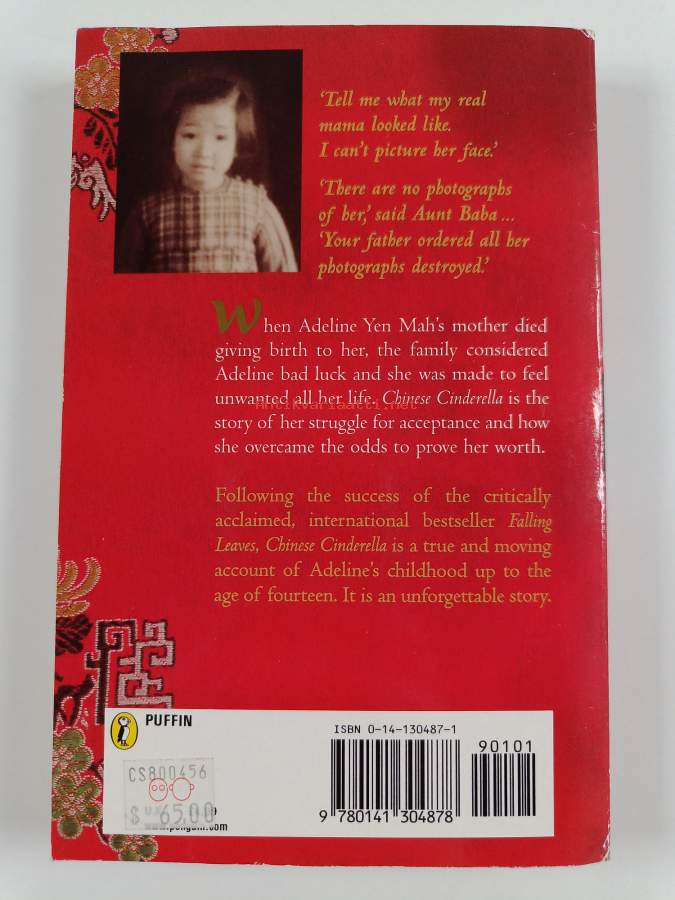 ‘Tell me what my real
mama looked like.
I can’t picture her face.’
‘There are no photographs
of her,’ said Aunt Baba ...
‘Your father ordered all her
photographs destroyed.’
When Adeline Yen Mah’s mother died
giving birth to her, the family considered
Adeline bad luck and she was made to feel
unwanted all her life. Chinese Cinderella is the
Antikvariaatti.net
story of her struggle for acceptance and how
she overcame the odds to prove her worth.
Following the success of the critically
acclaimed, international bestseller Falling
Leaves, Chinese Cinderella is a true and moving
account of Adeline's childhood up to the
age of fourteen. It is an unforgettable story.
PUFFIN
CS800456
$ 65.00
www.penguin.com
ISBN 0-14-130487-1
90101
9 780141 304878